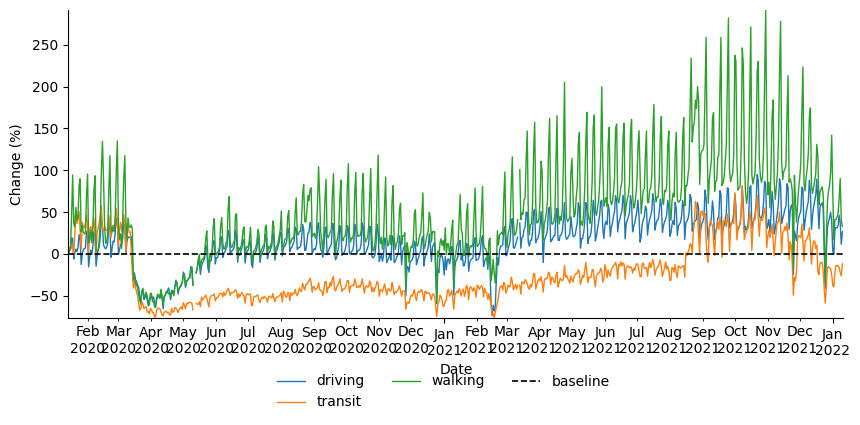 Change (%)
250
200
150
100
50
0
−50
Feb Mar Apr May Jun Jul Aug Sep Oct Nov Dec Jan Feb Mar Apr May Jun Jul Aug Sep Oct Nov Dec Jan
2020 2020 2020 2020 2020 2020 2020 2020 2020 2020 2020 2021 2021 2021 2021 2021 2021 2021 2021 2021 2021 2021 2021 2022
Date
driving walking baseline
transit